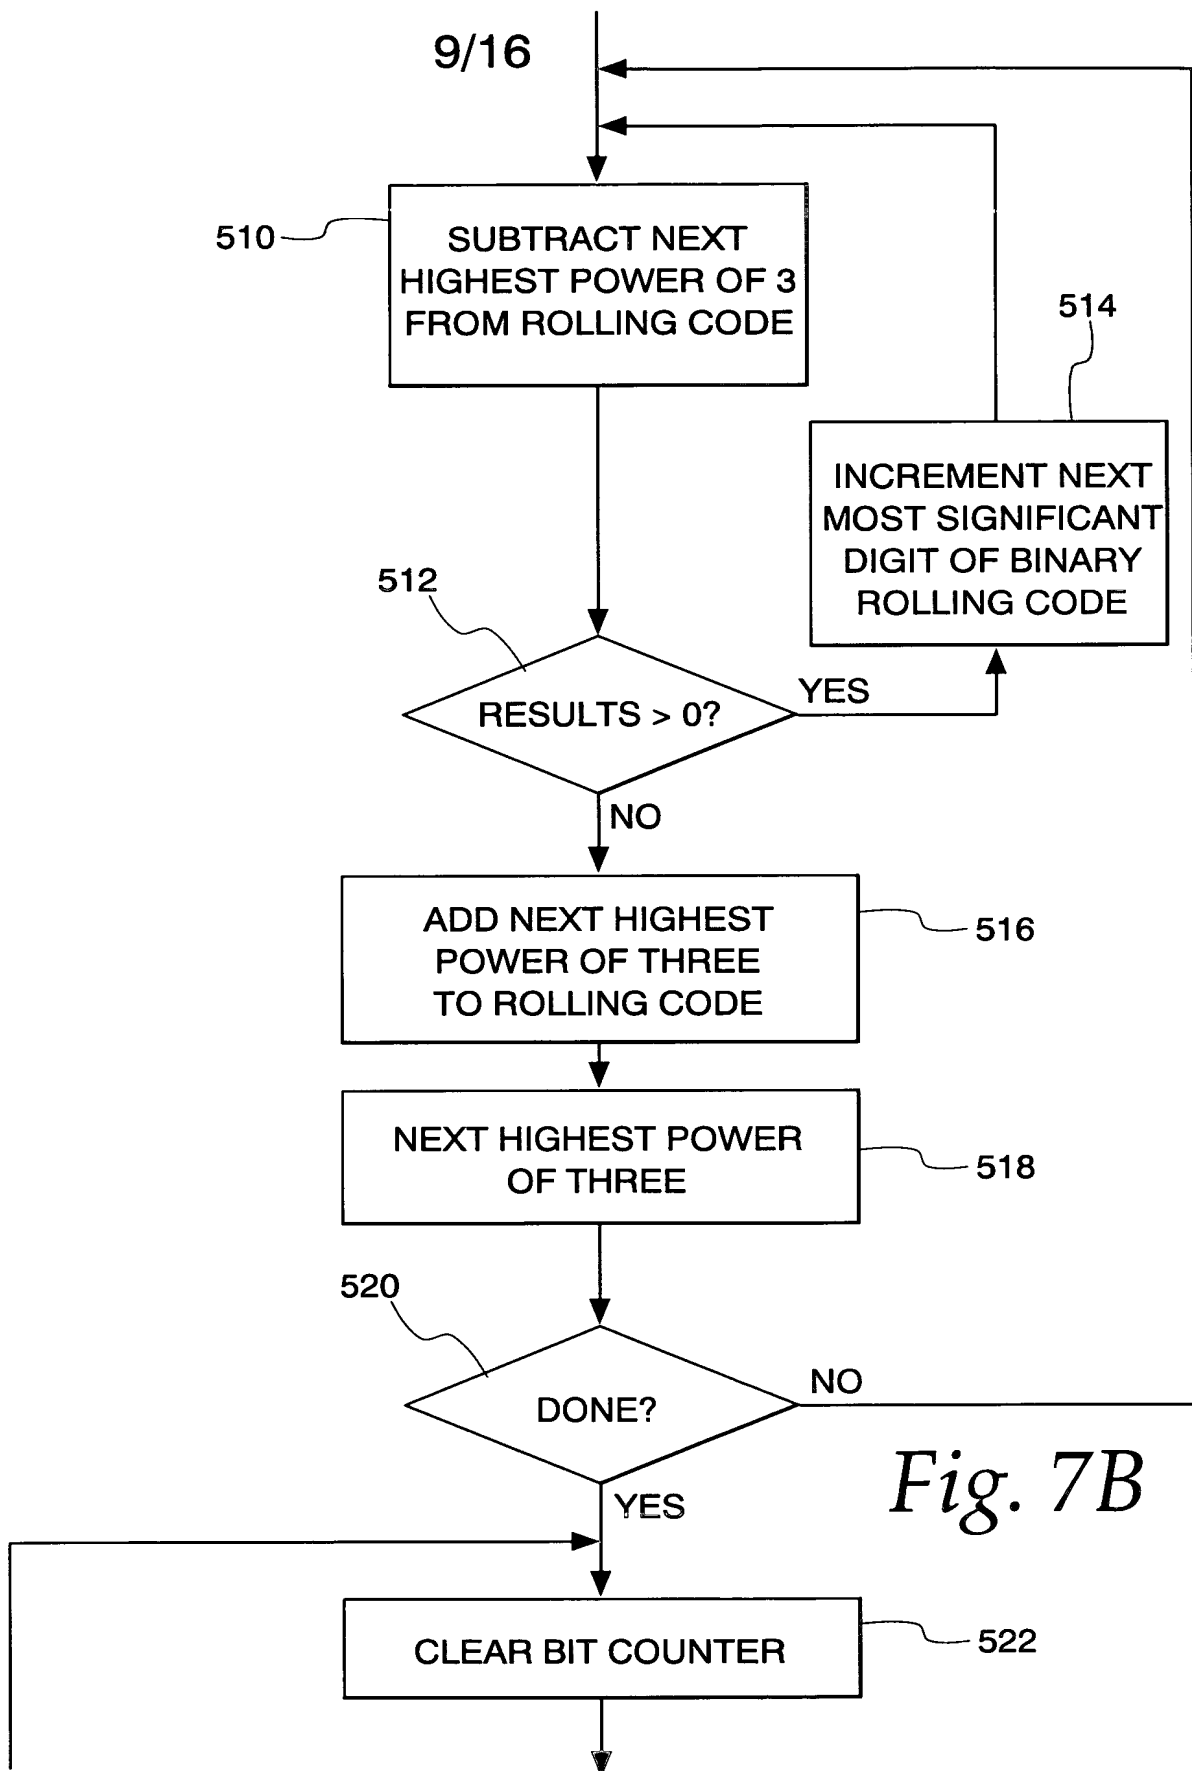 9/16
510
SUBTRACT NEXT
HIGHEST POWER OF 3
FROM ROLLING CODE
514
INCREMENT NEXT
MOST SIGNIFICANT
DIGIT OF BINARY
ROLLING CODE
512
RESULTS > 0?
YES
NO
ADD NEXT HIGHEST
POWER OF THREE
TO ROLLING CODE
516
NEXT HIGHEST POWER
OF THREE
518
520
DONE?
NO
YES
Fig. 7B
CLEAR BIT COUNTER
522